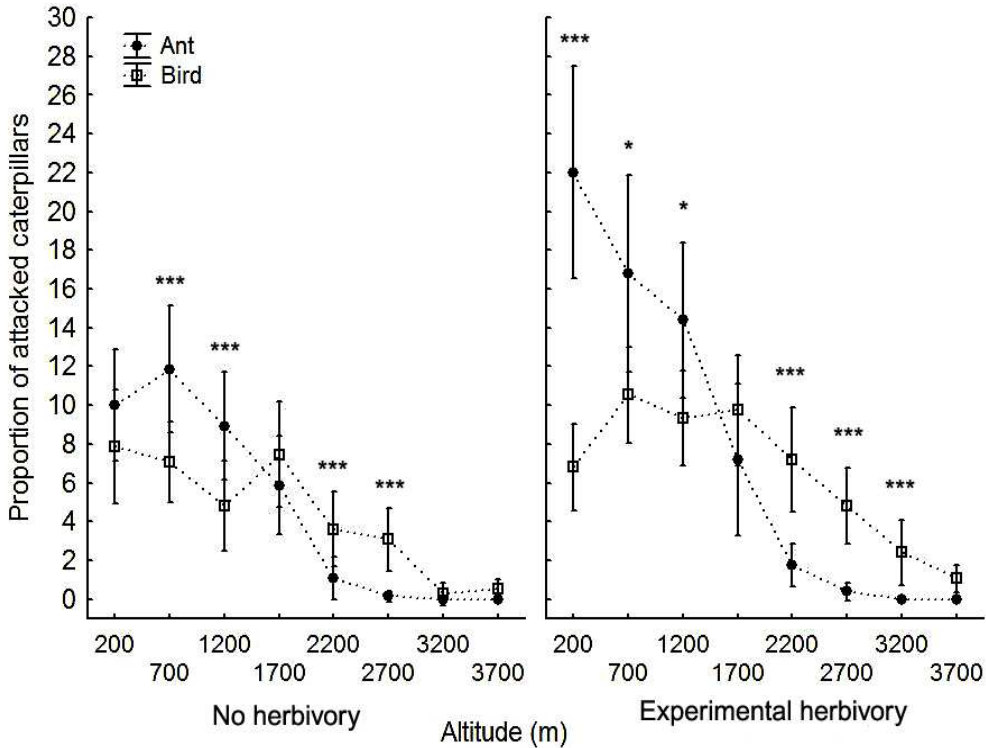 30
28
26
24
22
20
18
16
14
12
10
8
6
4
2
0
Proportion of attacked caterpillars
Ant
Bird
***
***
***
***
***
*
*
***
***
***
200 1200 2200 3200
700 1700 2700 3700
No herbivory
200 1200 2200 3200
700 1700 2700 3700
Experimental herbivory
Altitude (m)